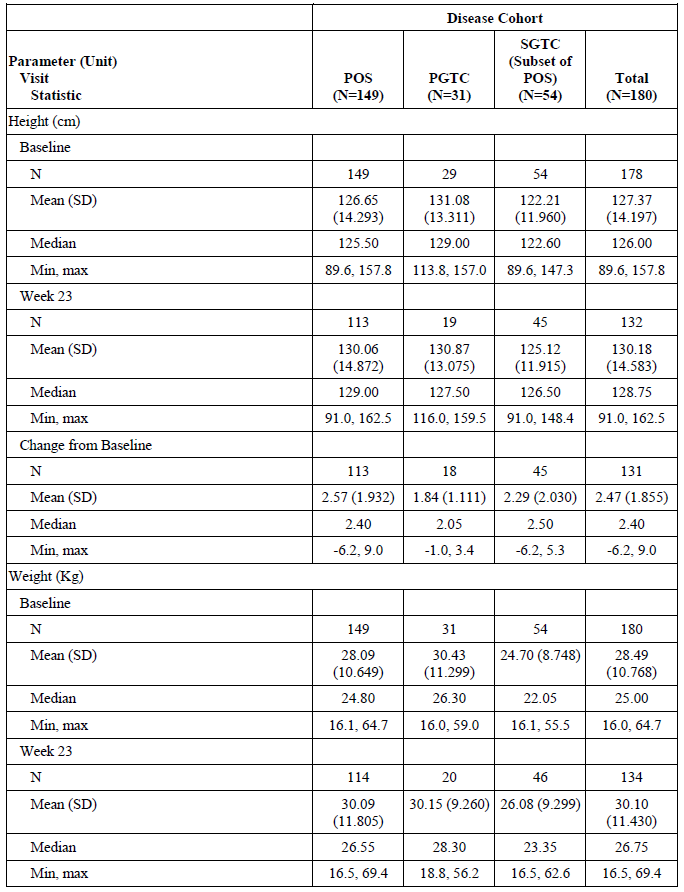 Disease Cohort
Parameter (Unit)
Visit
Statistic
POS
(N=149)
PGTC
(N=31)
SGTC
(Subset of
POS)
(N=54)
Total
(N=180)
Height (cm)
Baseline
N 149 29 54 178
Mean (SD) 126.65 131.08 122.21 127.37
(14.293) (13.311) (11.960) (14.197)
Median 125.50 129.00 122.60 126.00
Min, max 89.6, 157.8 113.8, 157.0 89.6, 147.3 89.6, 157.8
Week 23
N 113 19 45 132
Mean (SD) 130.06 130.87 125.12 130.18
(14.872) (13.075) (11.915) (14.583)
Median 129.00 127.50 126.50 128.75
Min, max 91.0, 162.5 116.0, 159.5 91.0, 148.4 91.0, 162.5
Change from Baseline
N 113 18 45 131
Mean (SD) 2.57 (1.932) 1.84 (1.111) 2.29 (2.030) 2.47 (1.855)
Median 2.40 2.05 2.50 2.40
Min, max -6.2, 9.0 -1.0, 3.4 -6.2, 5.3 -6.2, 9.0
Weight (Kg)
Baseline
N 149 31 54 180
Mean (SD) 28.09 30.43 24.70 (8.748) 28.49
(10.649) (11.299) (10.768)
Median 24.80 26.30 22.05 25.00
Min, max 16.1, 64.7 16.0, 59.0 16.1, 55.5 16.0, 64.7
Week 23
N 114 20 46 134
Mean (SD) 30.09 30.15 (9.260) 26.08 (9.299) 30.10
(11.805) (11.430)
Median 26.55 28.30 23.35 26.75
Min, max 16.5, 69.4 18.8, 56.2 16.5, 62.6 16.5, 69.4